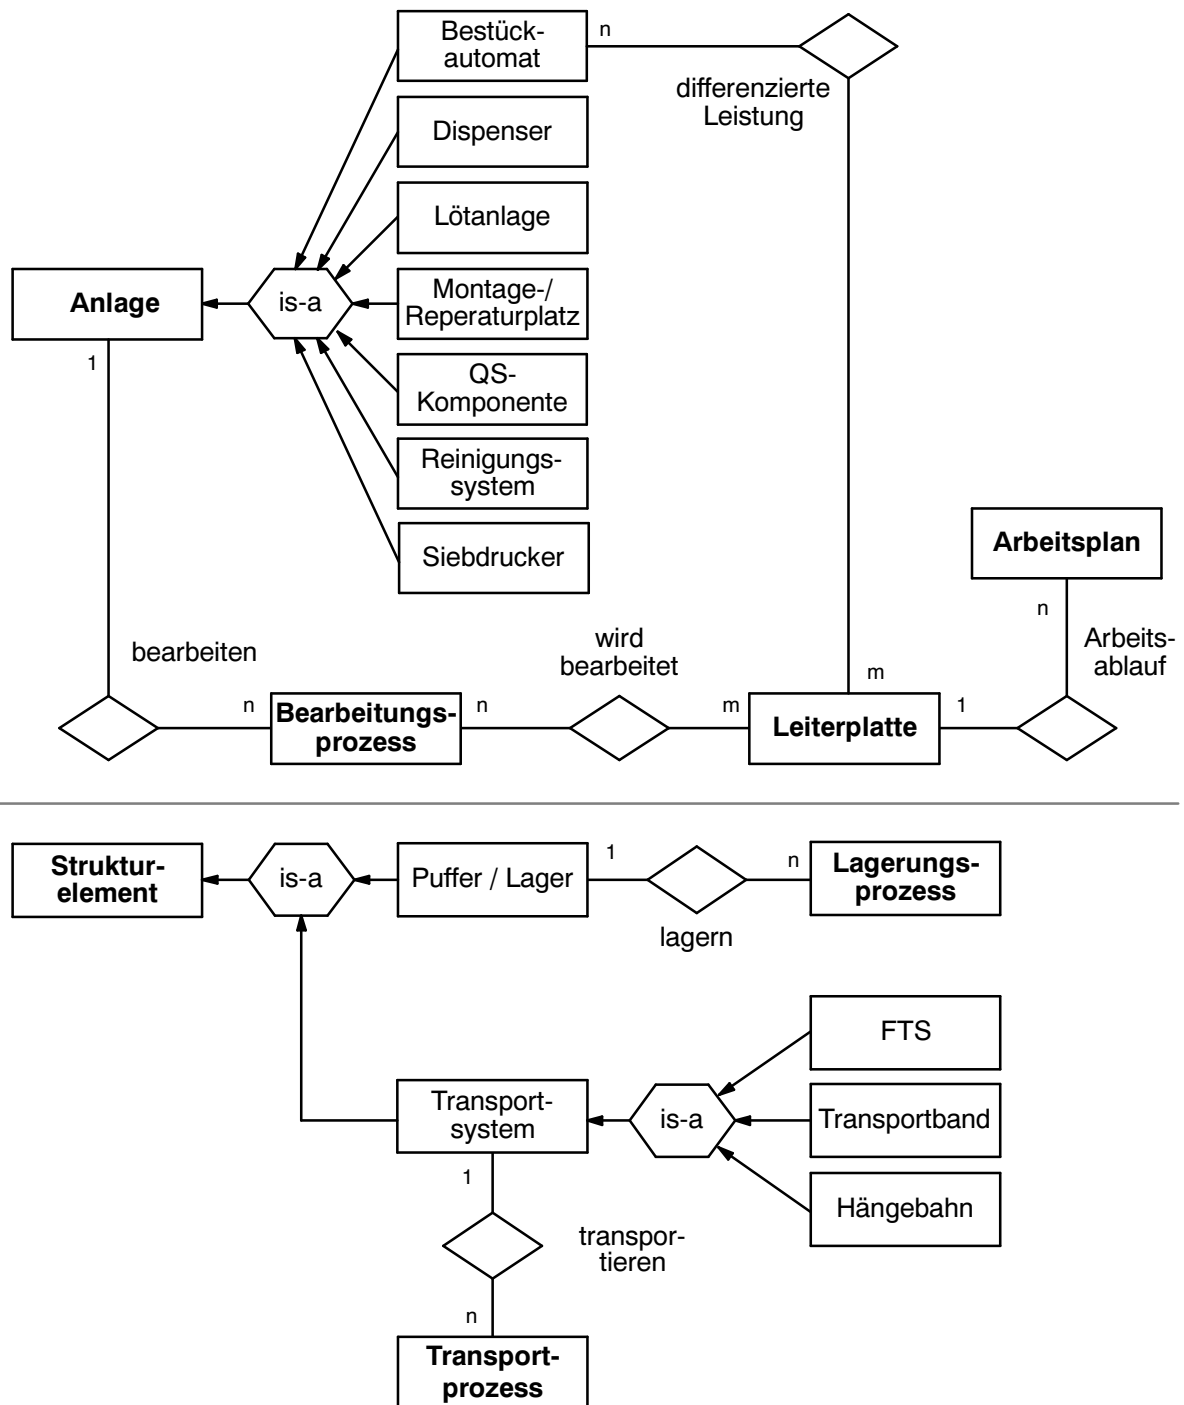 Bestück-
automat
n
differenzierte
Leistung
Dispenser
Lötanlage
Anlage
is-a
Montage-/
Reperaturplatz
1
QS-
Komponente
Reinigungs-
system
Siebdrucker
Arbeitsplan
n
Arbeits-
ablauf
bearbeiten
wird
bearbeitet
m
n
Bearbeitungs-
prozess
n
m
Leiterplatte
1
Struktur-
element
is-a
Puffer / Lager
1
n
Lagerungs-
prozess
lagern
FTS
Transport-
system
is-a
Transportband
1
Hängebahn
transpor-
tieren
n
Transport-
prozess